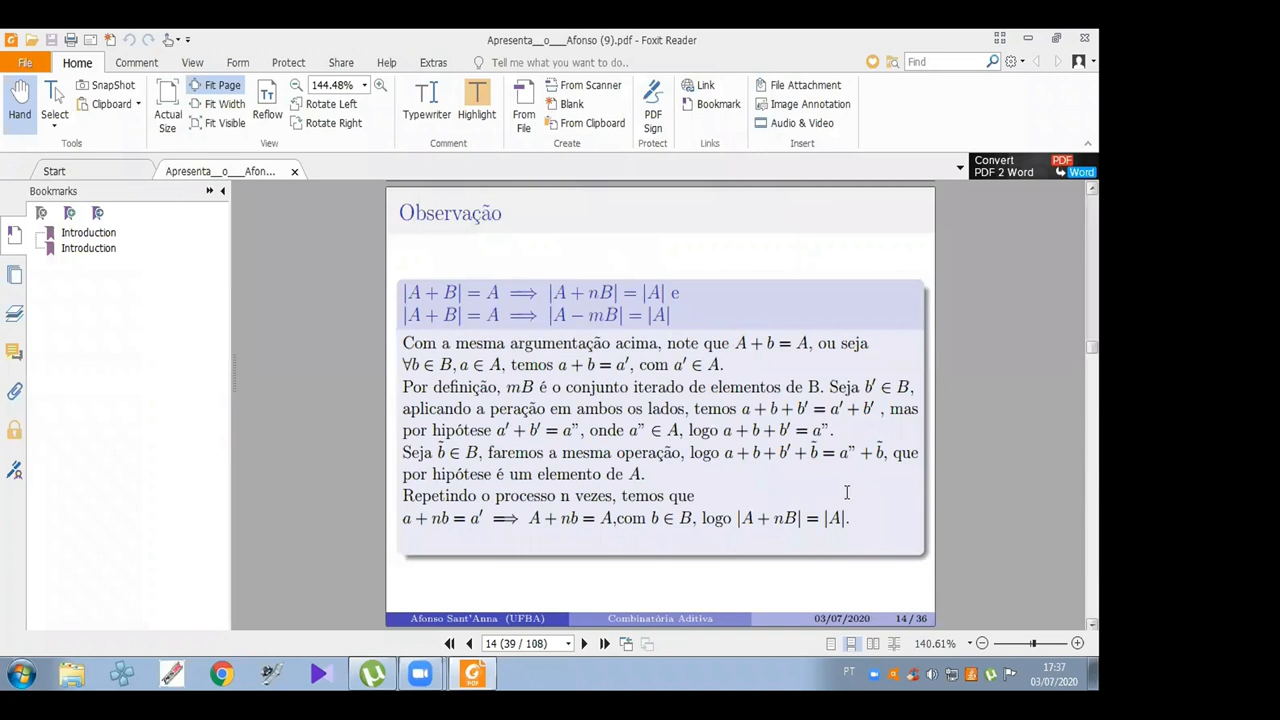 Apresenta__o___Afonso (9).pdf - Foxit Reader
File Home Comment View Form Protect Share Help Extras Tell me what you want to do.. Find
Hand Select SnapShot Clipboard Actual Size Fit Page Fit Width Fit Visible Reflow 144.48% Rotate Left Rotate Right Typewriter Highlight From File From Scanner Blank From Clipboard PDF Sign Link Bookmark File Attachment Image Annotation Audio & Video
Tools View Comment Create Protect Links Insert
Start Apresenta__o___Afon... Convert PDF 2 Word PDF Word
Bookmarks
Introduction
Introduction
Observação
|A + B| = A ⟹ |A + nB| = |A| e
|A + B| = A ⟹ |A − mB| = |A|
Com a mesma argumentação acima, note que A + b = A, ou seja
∀b ∈ B, a ∈ A, temos a + b = a′, com a′ ∈ A.
Por definição, mB é o conjunto iterado de elementos de B. Seja b′ ∈ B,
aplicando a peração em ambos os lados, temos a + b + b′ = a′ + b′ , mas
por hipótese a′ + b′ = a”, onde a” ∈ A, logo a + b + b′ = a”.
Seja b̃ ∈ B, faremos a mesma operação, logo a + b + b′ + b̃ = a” + b̃, que
por hipótese é um elemento de A.
Repetindo o processo n vezes, temos que
a + nb = a′ ⟹ A + nb = A,com b ∈ B, logo |A + nB| = |A|.
Afonso Sant’Anna (UFBA) Combinatória Aditiva 03/07/2020 14 / 36
14 (39 / 108) 140.61%
PT 17:37
03/07/2020